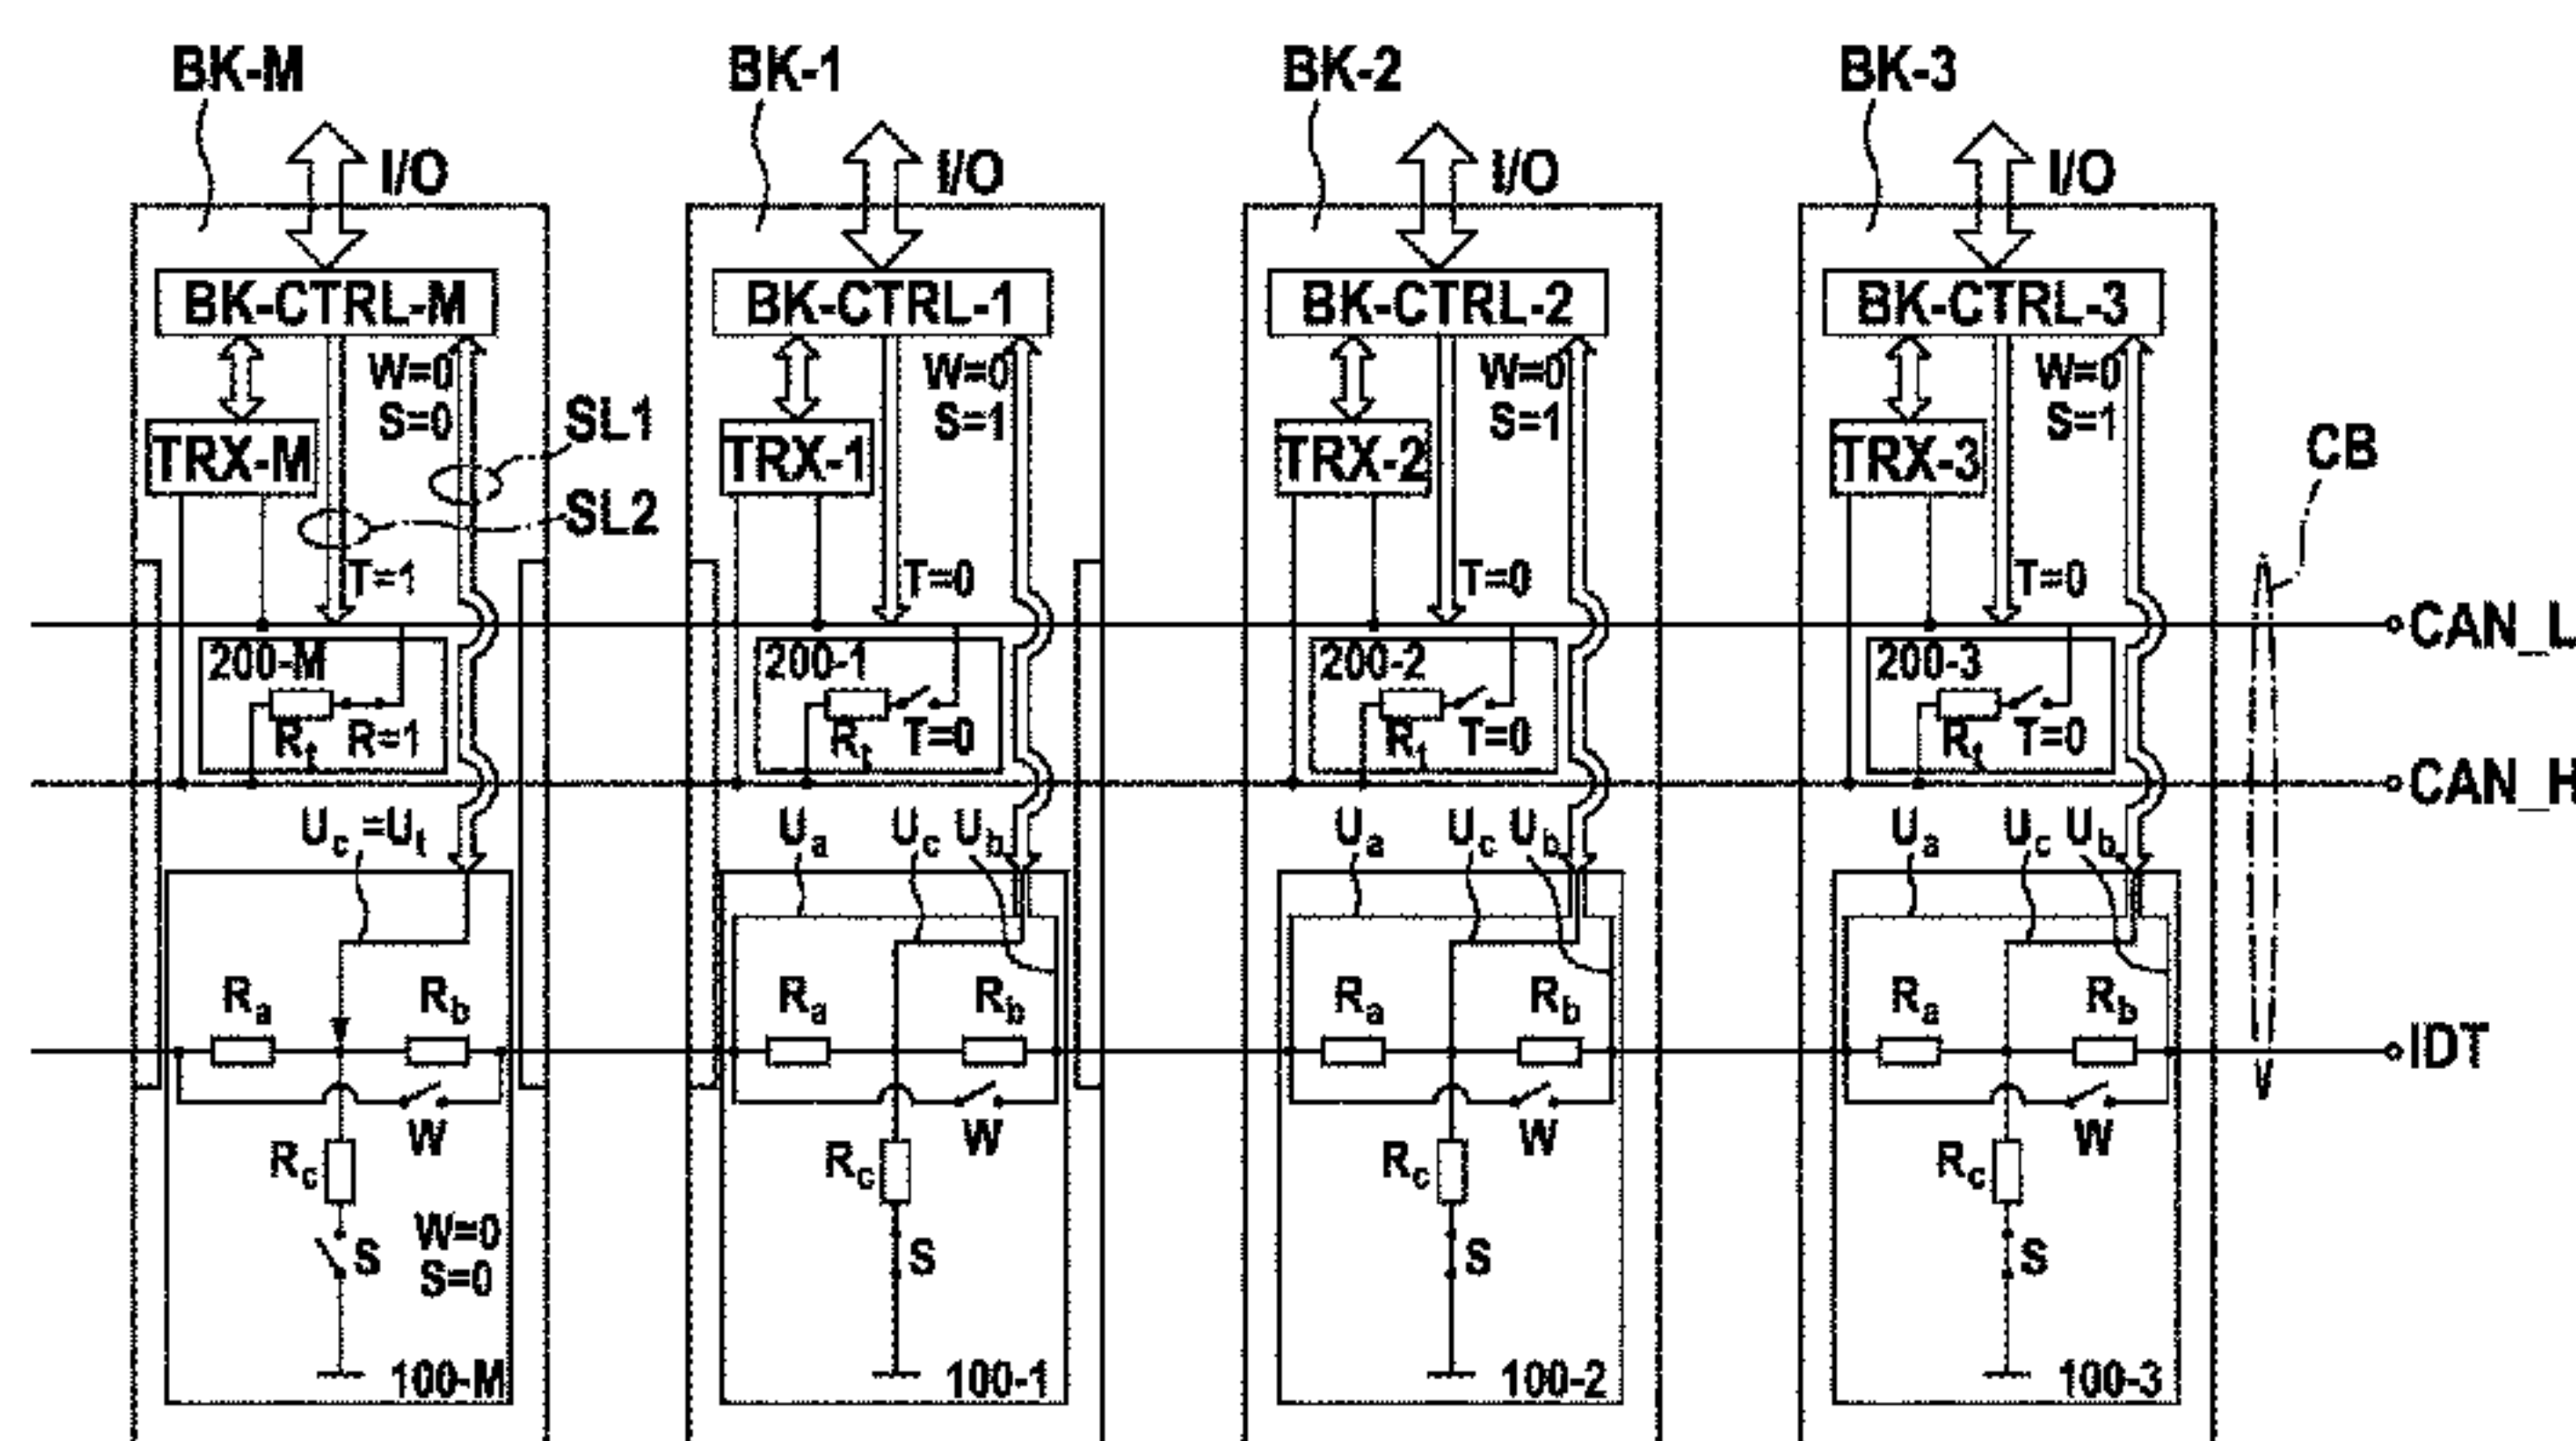 BK-M BK-1 BK-2 BK-3
I/O I/O I/O I/O
BK-CTRL-M BK-CTRL-1 BK-CTRL-2 BK-CTRL-3
W=0 W=0 W=0 W=0
S=0 SL1 S=1 S=1 S=1
TRX-M TRX-1 TRX-2 TRX-3 CB
SL2
T=1 T=0 T=0 T=0
CAN_L
200-M 200-1 200-2 200-3
Rt R=1 Rt T=0 Rt T=0 Rt T=0
CAN_H
Uc =Ut Ua Uc Ub Ua Uc Ub Ua Uc Ub
Ra Rb Ra Rb Ra Rb Ra Rb
IDT
W W W W
Rc Rc Rc Rc
W=0
S S S S
S=0
100-M 100-1 100-2 100-3